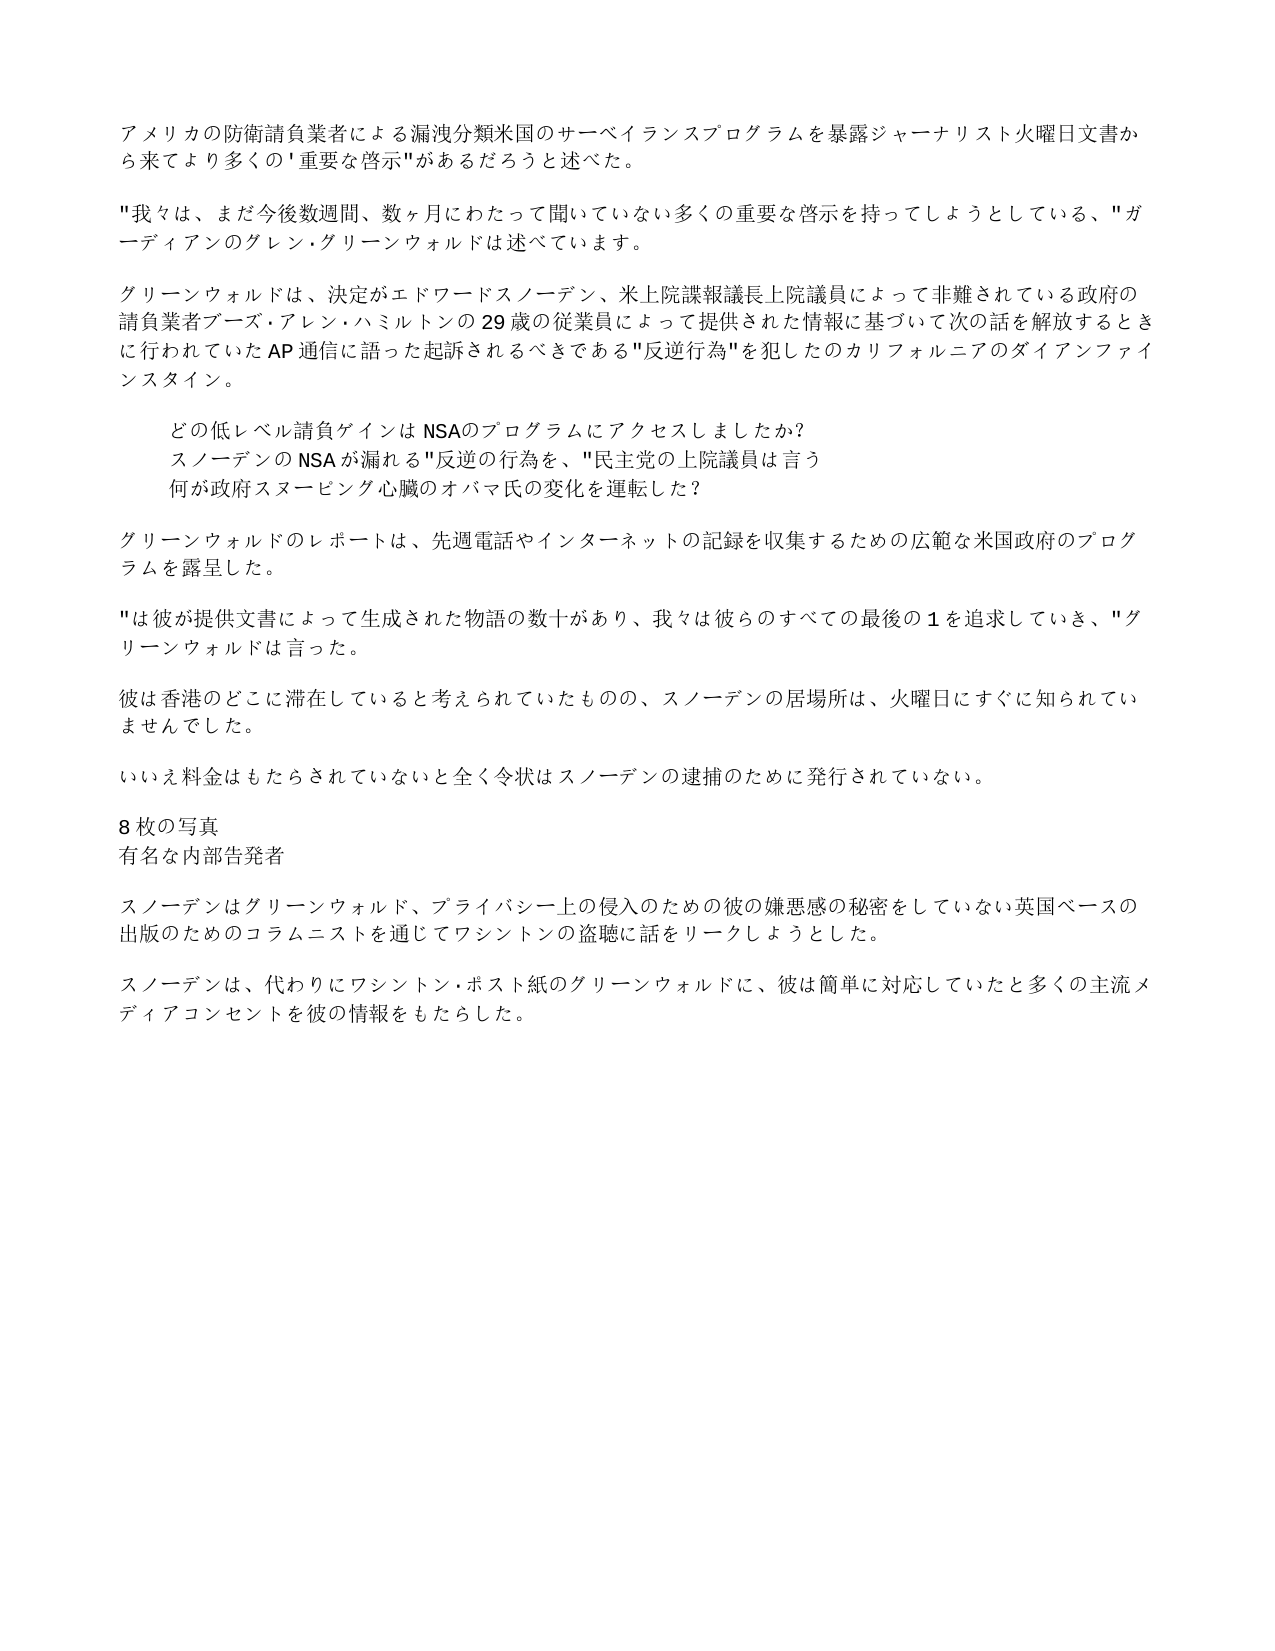 アメリカの防衛請負業者による漏洩分類米国のサーベイランスプログラムを暴露ジャーナリスト火曜日文書か
ら来てより多くの'重要な啓示"があるだろうと述べた。
"我々は、まだ今後数週間、数ヶ月にわたって聞いていない多くの重要な啓示を持ってしようとしている、"ガ
ーディアンのグレン・グリーンウォルドは述べています。
グリーンウォルドは、決定がエドワードスノーデン、米上院諜報議長上院議員によって非難されている政府の
請負業者ブーズ・アレン・ハミルトンの 29 歳の従業員によって提供された情報に基づいて次の話を解放するとき
に行われていた AP 通信に語った起訴されるべきである"反逆行為"を犯したのカリフォルニアのダイアンファイ
ンスタイン。
どの低レベル請負ゲインは NSAのプログラムにアクセスしましたか?
スノーデンの NSA が漏れる"反逆の行為を、"民主党の上院議員は言う
何が政府スヌーピング心臓のオバマ氏の変化を運転した?
グリーンウォルドのレポートは、先週電話やインターネットの記録を収集するための広範な米国政府のプログ
ラムを露呈した。
"は彼が提供文書によって生成された物語の数十があり、我々は彼らのすべての最後の 1 を追求していき、"グ
リーンウォルドは言った。
彼は香港のどこに滞在していると考えられていたものの、スノーデンの居場所は、火曜日にすぐに知られてい
ませんでした。
いいえ料金はもたらされていないと全く令状はスノーデンの逮捕のために発行されていない。
8 枚の写真
有名な内部告発者
スノーデンはグリーンウォルド、プライバシー上の侵入のための彼の嫌悪感の秘密をしていない英国ベースの
出版のためのコラムニストを通じてワシントンの盗聴に話をリークしようとした。
スノーデンは、代わりにワシントン・ポスト紙のグリーンウォルドに、彼は簡単に対応していたと多くの主流メ
ディアコンセントを彼の情報をもたらした。